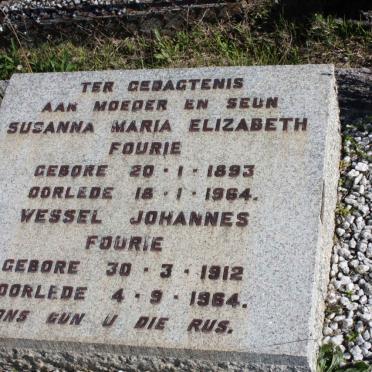 TER GEDAGTENIS
AAN MOEDER EN SEUN
SUSANNA MARIA ELIZABETH
FOURIE
GEBORE 20·1·1893
OORLEDE 18·1·1964.
WESSEL JOHANNES
FOURIE
GEBORE 30·3·1912
OORLEDE 4·9·1964.
ONS GUN U DIE RUS.